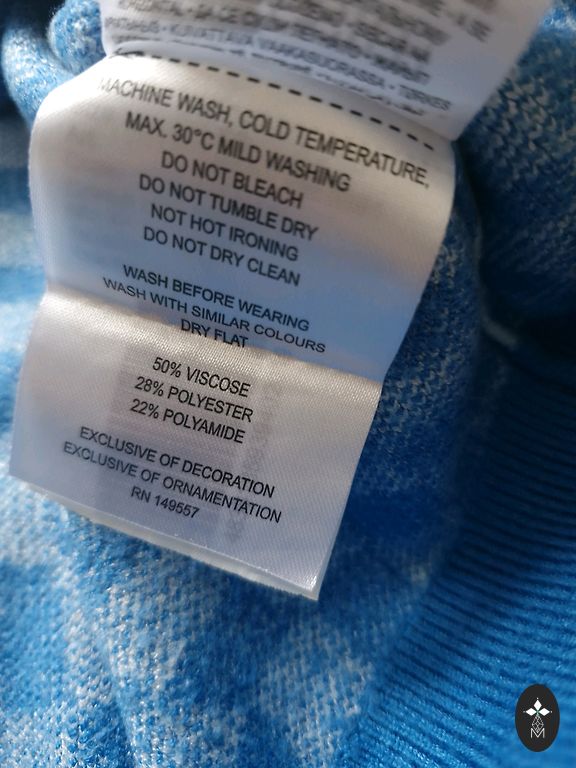 KUVATTAVA VAAKASUORASSA
MACHINE WASH, COLD TEMPERATURE,
MAX. 30°C MILD WASHING
DO NOT BLEACH
DO NOT TUMBLE DRY
NOT HOT IRONING
DO NOT DRY CLEAN
WASH BEFORE WEARING
WASH WITH SIMILAR COLOURS
DRY FLAT
50% VISCOSE
28% POLYESTER
22% POLYAMIDE
EXCLUSIVE OF DECORATION
EXCLUSIVE OF ORNAMENTATION
RN 149557
M